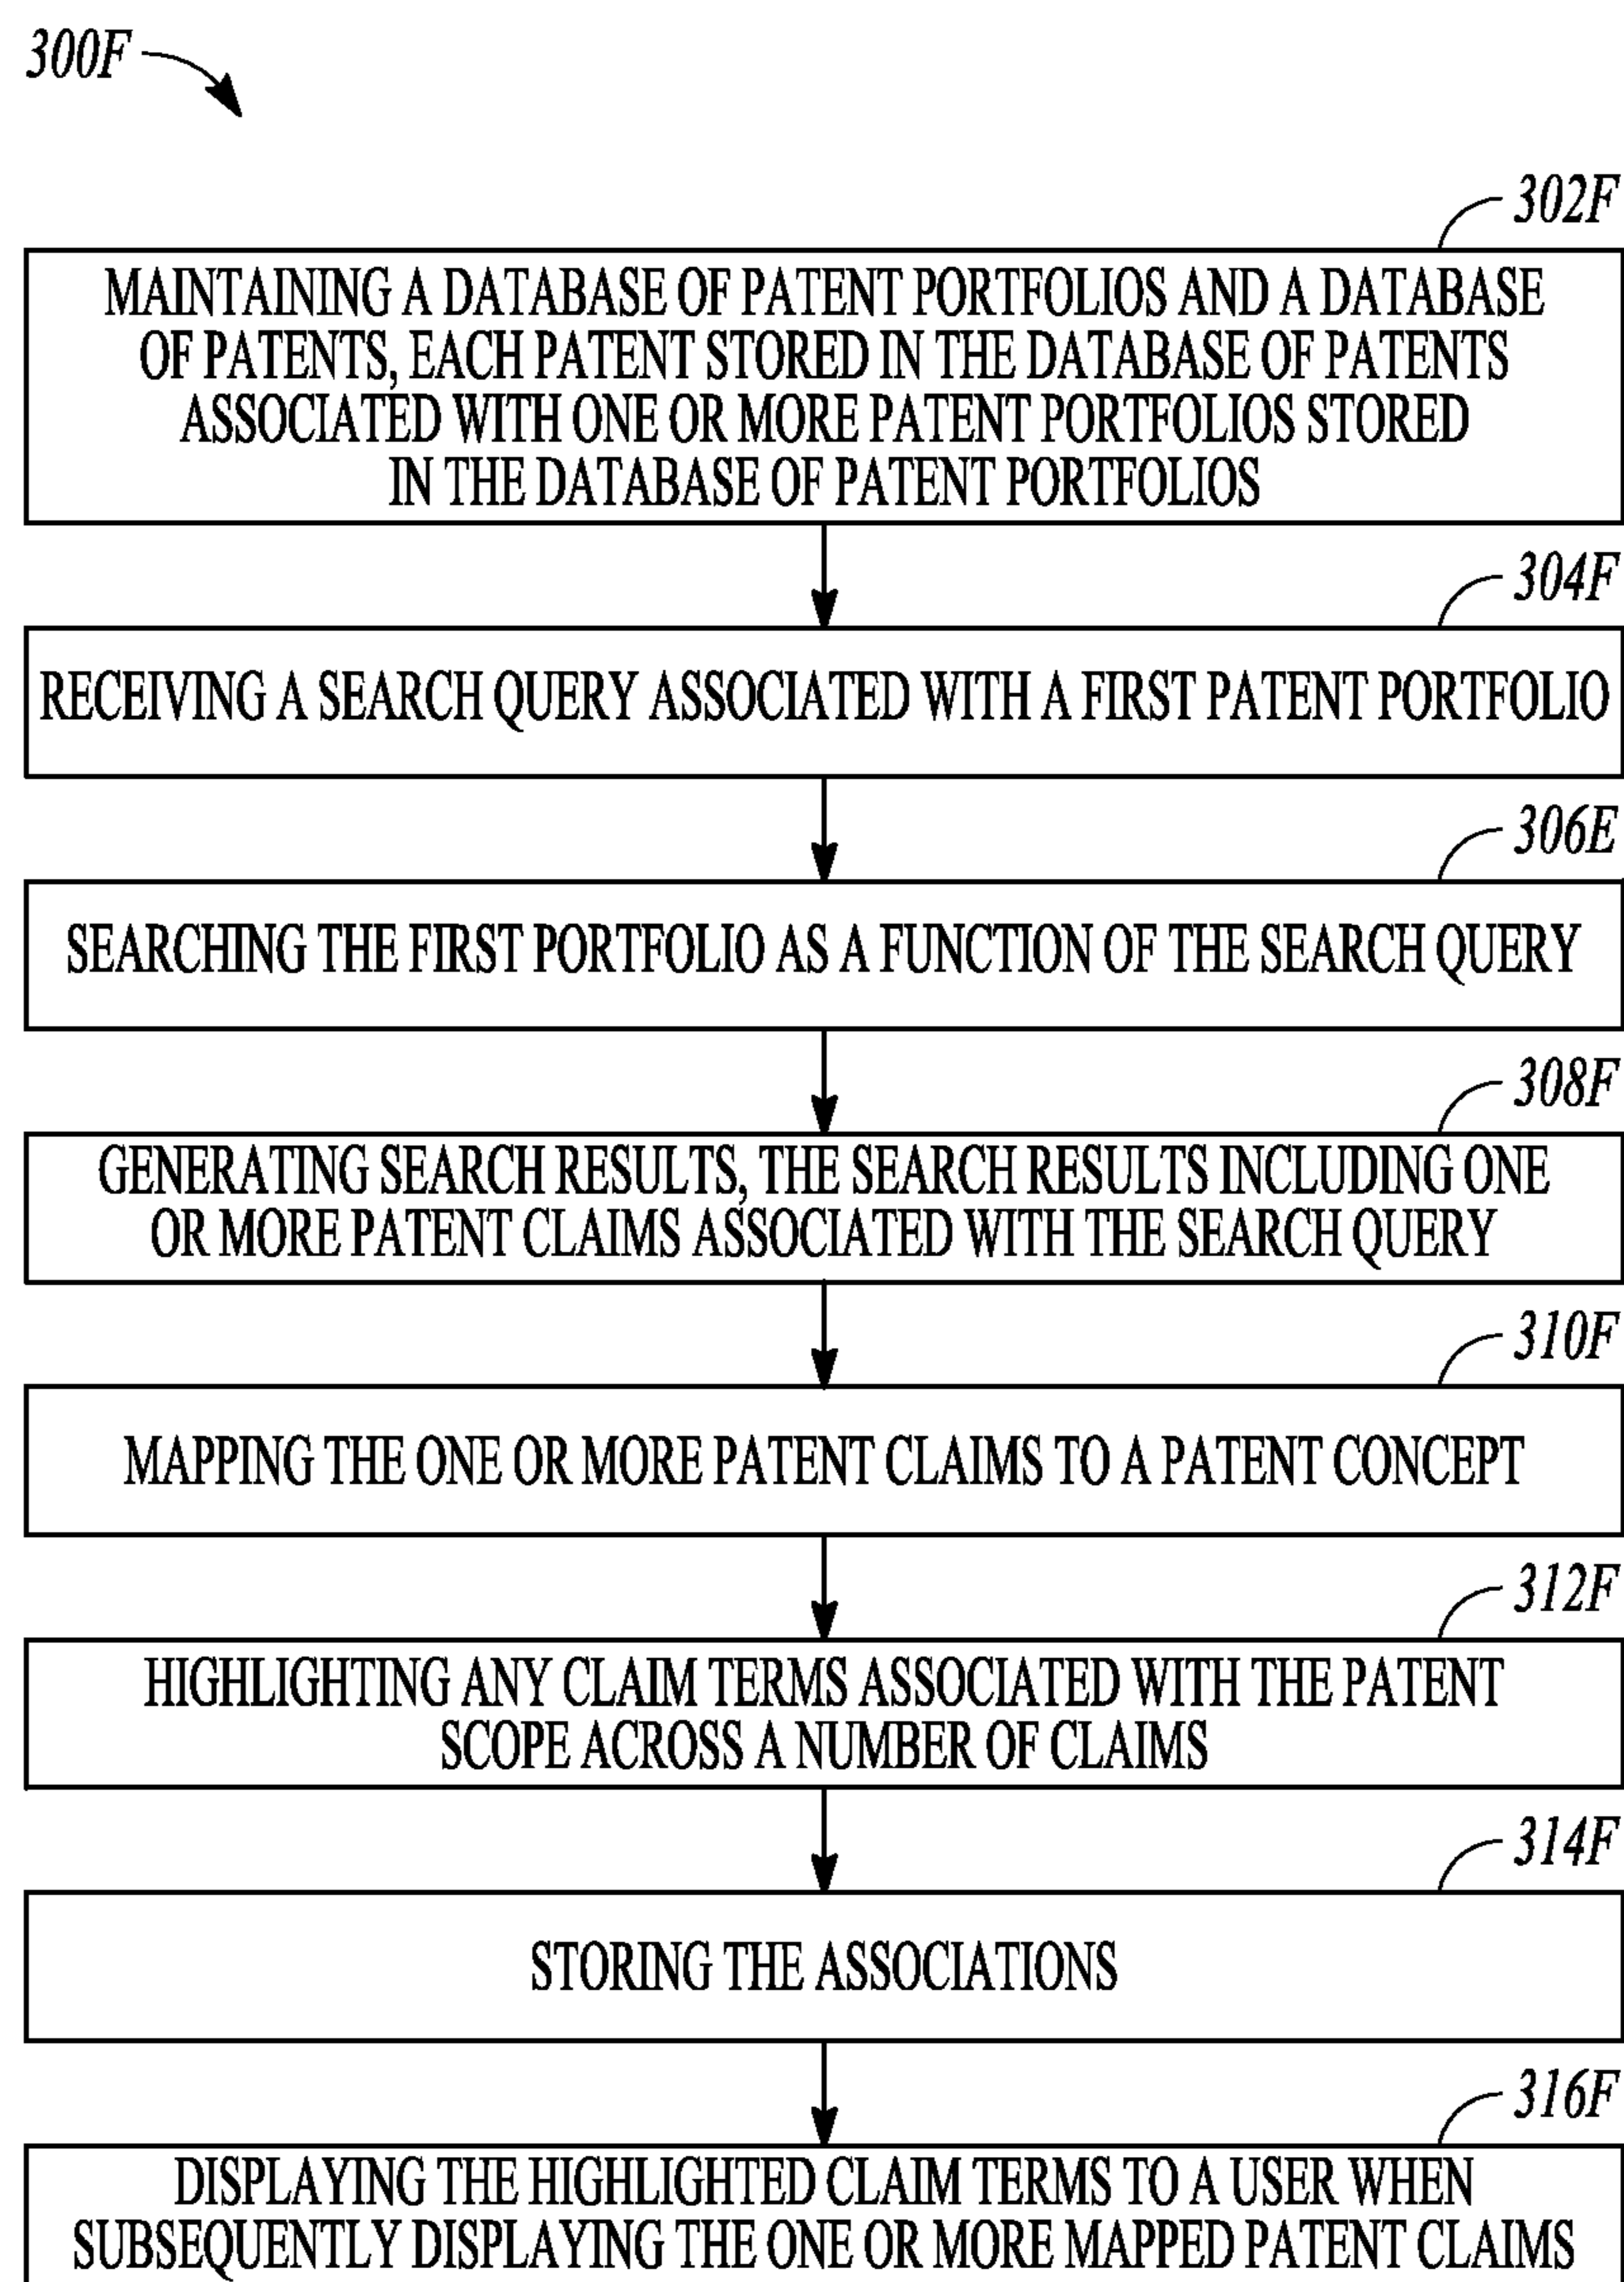 300F
302F
MAINTAINING A DATABASE OF PATENT PORTFOLIOS AND A DATABASE
OF PATENTS, EACH PATENT STORED IN THE DATABASE OF PATENTS
ASSOCIATED WITH ONE OR MORE PATENT PORTFOLIOS STORED
IN THE DATABASE OF PATENT PORTFOLIOS
304F
RECEIVING A SEARCH QUERY ASSOCIATED WITH A FIRST PATENT PORTFOLIO
306E
SEARCHING THE FIRST PORTFOLIO AS A FUNCTION OF THE SEARCH QUERY
308F
GENERATING SEARCH RESULTS, THE SEARCH RESULTS INCLUDING ONE
OR MORE PATENT CLAIMS ASSOCIATED WITH THE SEARCH QUERY
310F
MAPPING THE ONE OR MORE PATENT CLAIMS TO A PATENT CONCEPT
312F
HIGHLIGHTING ANY CLAIM TERMS ASSOCIATED WITH THE PATENT
SCOPE ACROSS A NUMBER OF CLAIMS
314F
STORING THE ASSOCIATIONS
316F
DISPLAYING THE HIGHLIGHTED CLAIM TERMS TO A USER WHEN
SUBSEQUENTLY DISPLAYING THE ONE OR MORE MAPPED PATENT CLAIMS